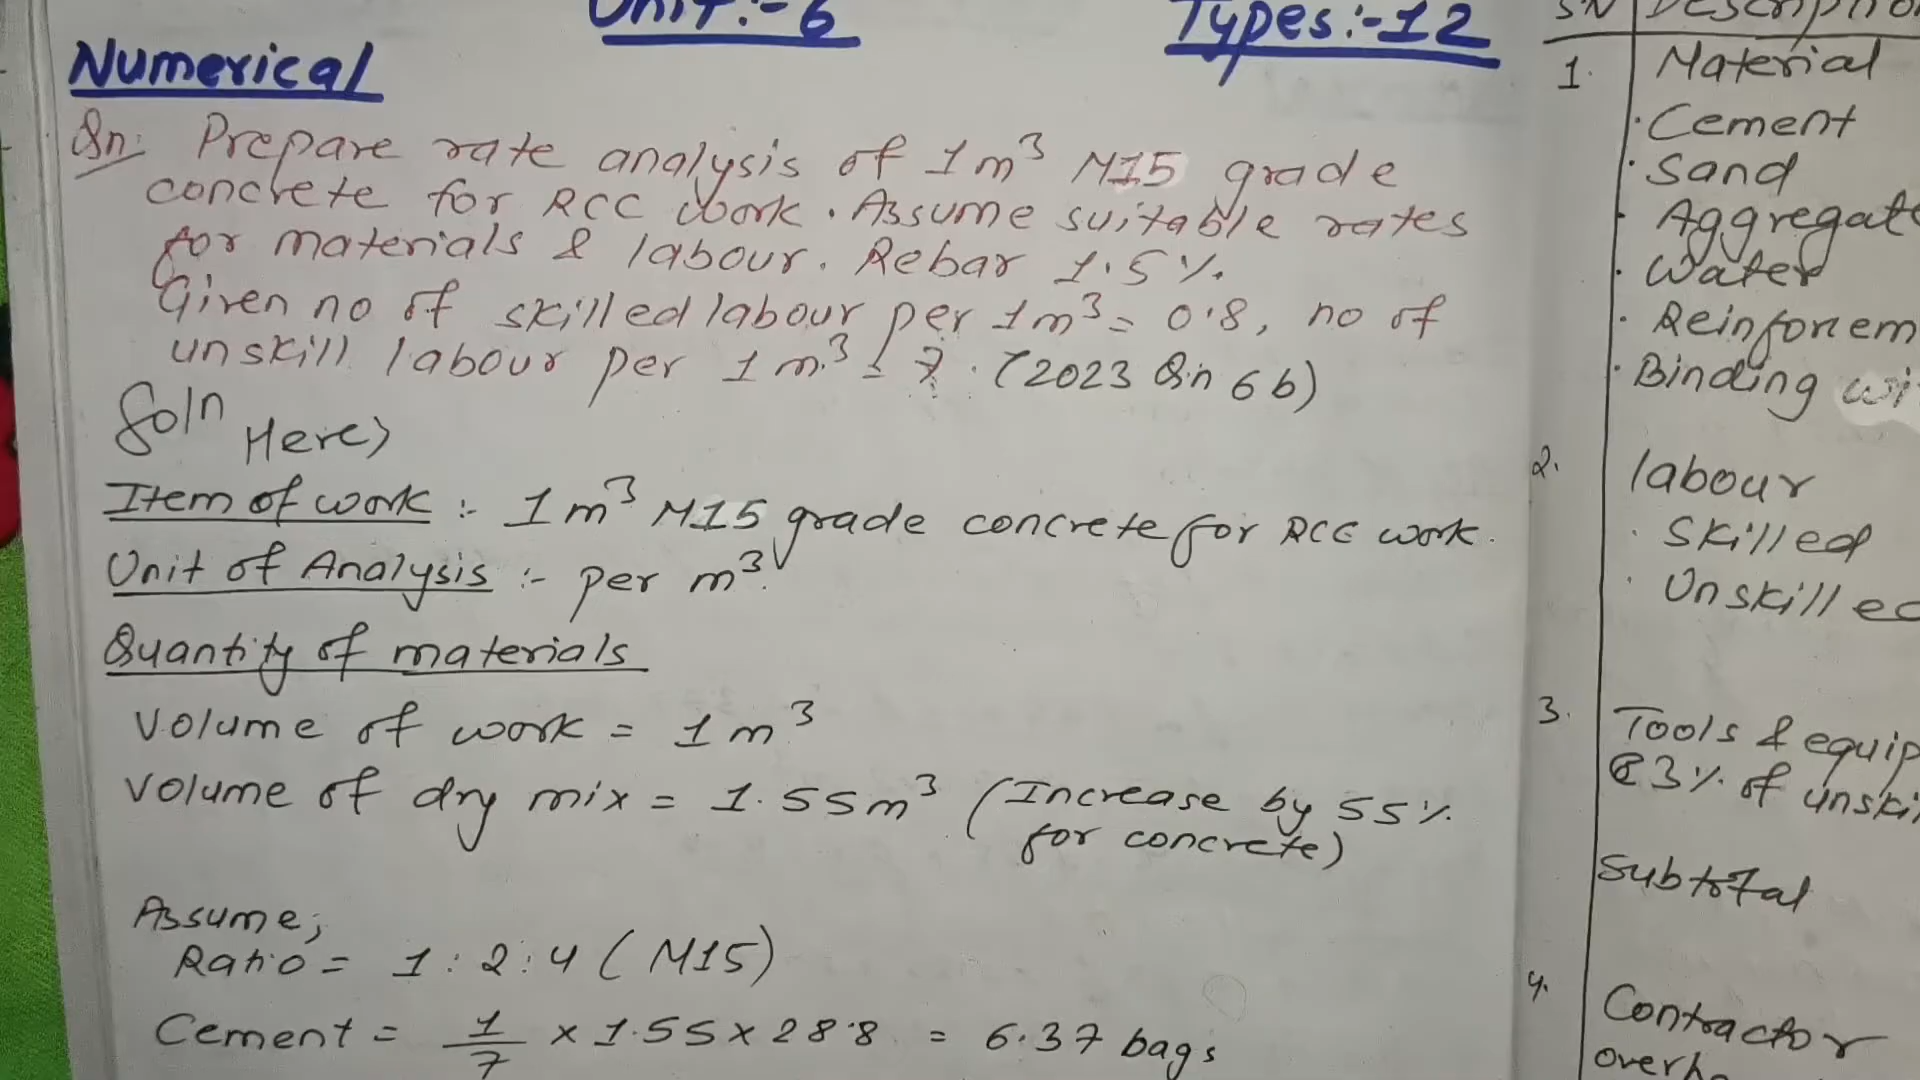 Unit:-6
Types:-12
Numerical
Qn: Prepare rate analysis of 1m³ M15 grade
concrete for RCC work. Assume suitable rates
for materials & labour. Rebar 1.5%.
Given no of skilled labour per 1m³ = 0.8, no of
unskill labour per 1m³ = 7. (2023 Qn 6b)
Soln Here,
Item of work :- 1m³ M15 grade concrete for RCC work.
Unit of Analysis :- per m³.
Quantity of materials
Volume of work = 1m³
Volume of dry mix = 1.55m³ (Increase by 55%
for concrete)
Assume,
Ratio = 1:2:4 (M15)
Cement = 1/7 x 1.55 x 28.8 = 6.37 bags
SN Descriptio
1. Material
· Cement
· Sand
· Aggregate
· Water
· Reinforcem
· Binding wi
2. labour
· Skilled
· Unskilled
3. Tools & equip
@3% of unski
Subtotal
4. Contractor
overh